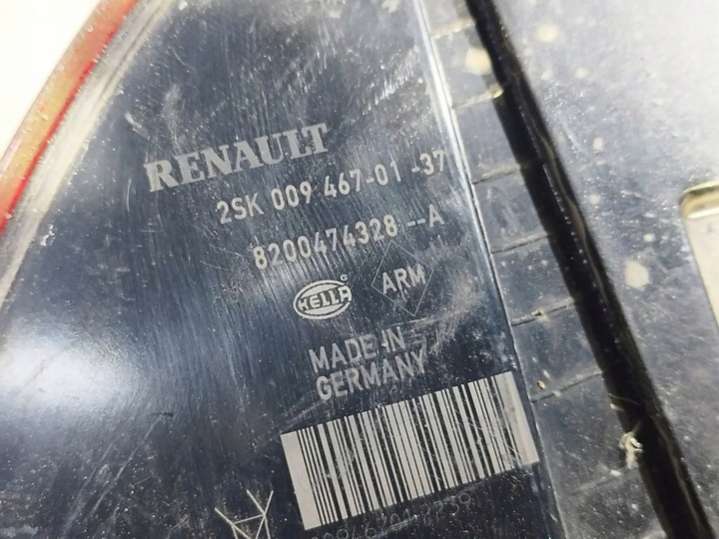 RENAULT
2SK 009 467-01 -37
8200474328 --A
HELLA ARM
MADE-IN
GERMANY